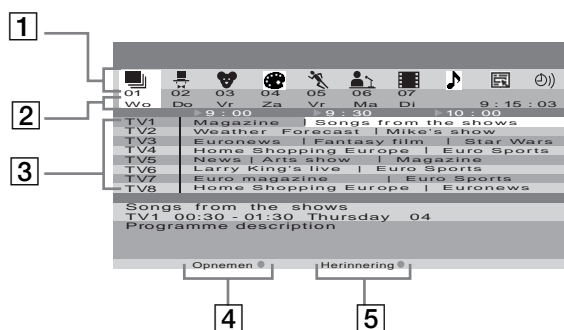 1
01 02 03 04 05 06 07
2
Wo Do Vr Za Vr Ma Di 9 : 15 : 03
9 : 00 9 : 30 10 : 00
TV1 Magazine | Songs from the shows
TV2 Weather Forecast | Mike's show
TV3 Euronews | Fantasy film | Star Wars
TV4 Home Shopping Europe | Euro Sports
3
TV5 News | Arts show | Magazine
TV6 Larry King's live | Euro Sports
TV7 Euro magazine | Euro Sports
TV8 Home Shopping Europe | Euronews
Songs from the shows
TV1 00:30 - 01:30 Thursday 04
Programme description
Opnemen Herinnering
4 5